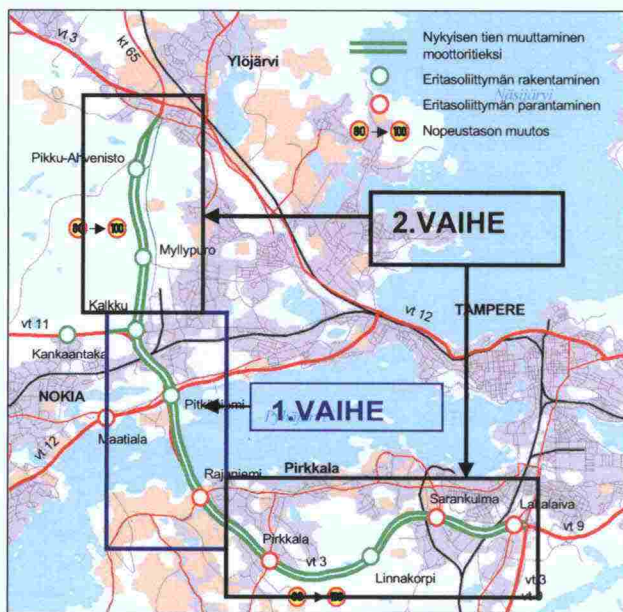 vt 3
kt 65
Ylöjärvi
Nykyisen tien muuttaminen
moottoritieksi
Eritasoliittymän rakentaminen
Näsijärvi
Eritasoliittymän parantaminen
80 100
Nopeustason muutos
Pikku-Ahvenisto
80 100
2.VAIHE
Myllypuro
Kalkku
vt 11
Kankaantaka
vt 12
TAMPERE
NOKIA
Pitkäniemi
1.VAIHE
vt 12
Maatiala
Rajaniemi
Pirkkala
Sarankulma
Lakalaiva
Pirkkala
vt 3
Linnakorpi
vt 9
vt 3